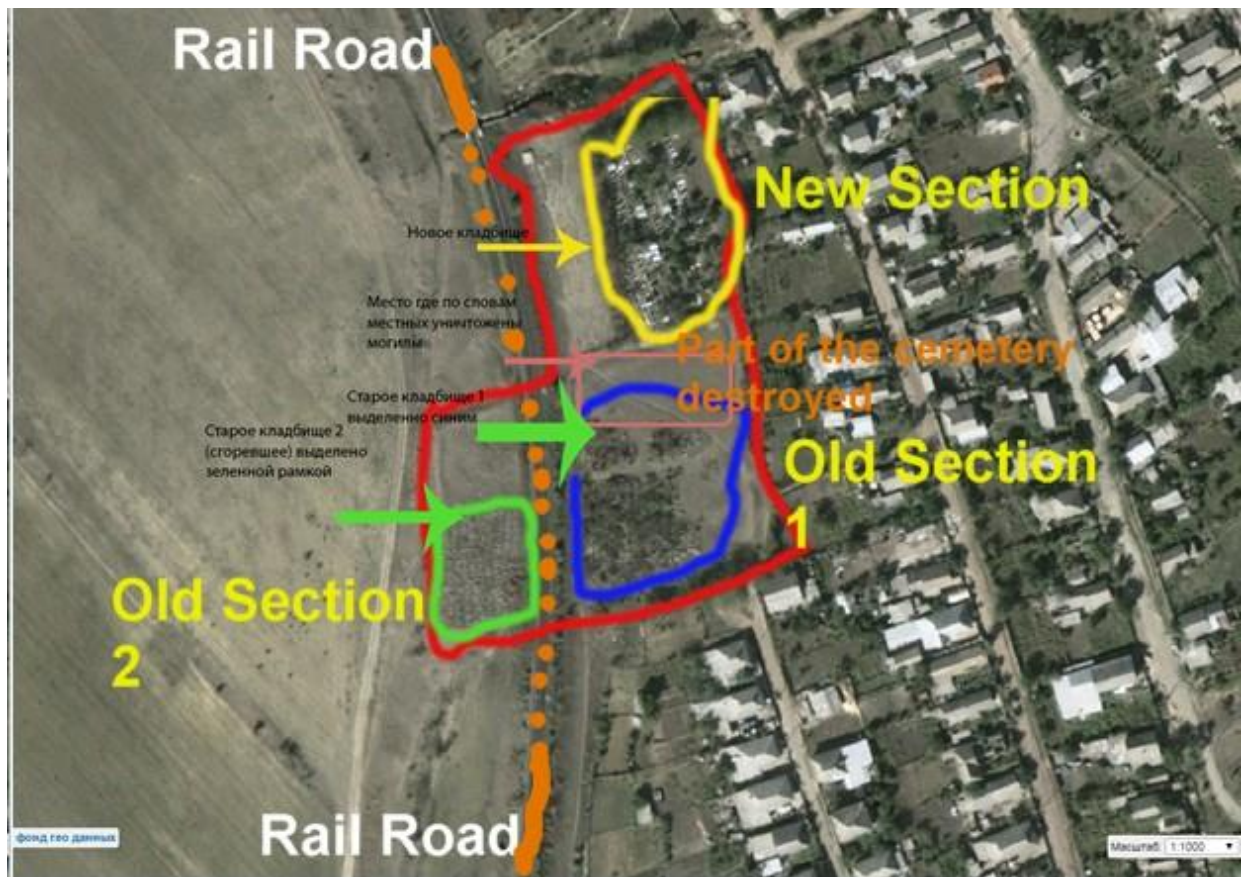 Rail Road
New Section
Новое кладбище
Место где по словам
местных уничтожены
могилы
Part of the cemetery
destroyed
Старое кладбище 1
выделенно синим
Старое кладбище 2
(сгоревшее) выделено
зеленной рамкой
Old Section
1
Old Section
2
Rail Road
фонд гео данных
Масштаб: 1:1000